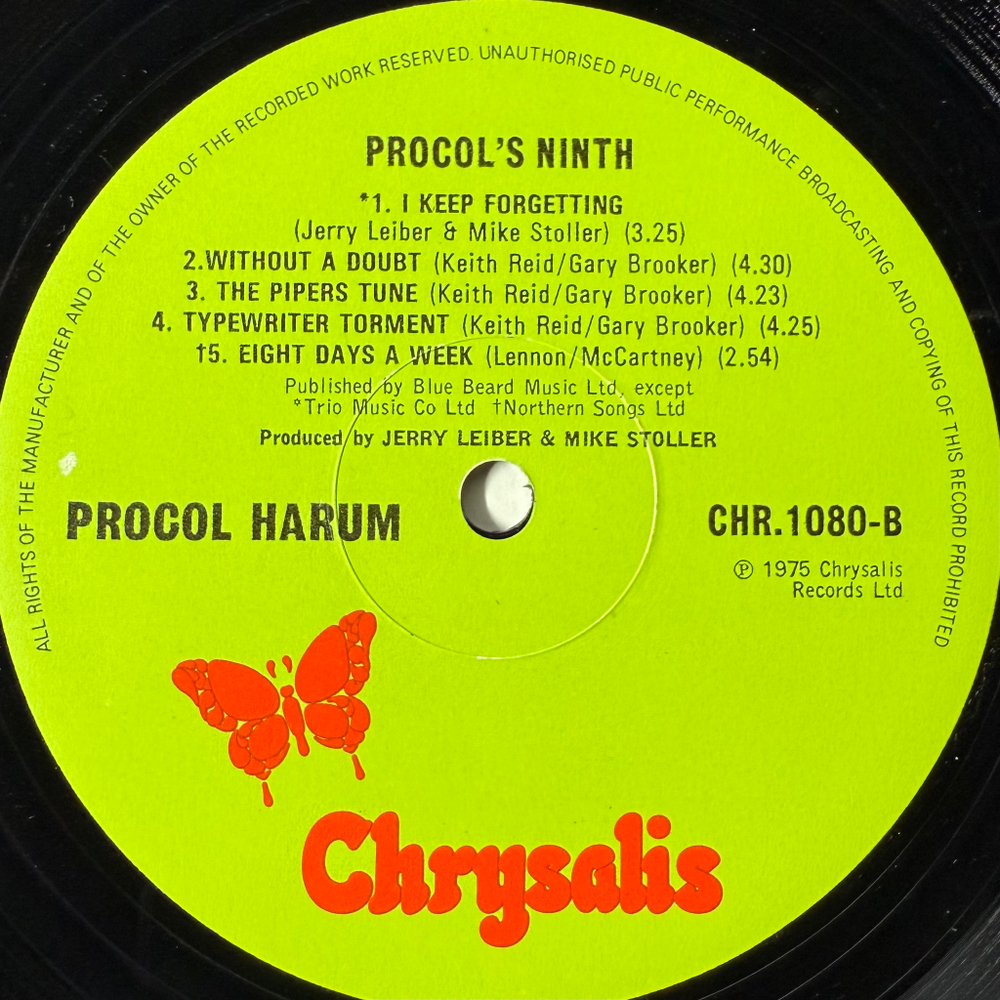 ALL RIGHTS OF THE MANUFACTURER AND OF THE OWNER OF THE RECORDED WORK RESERVED. UNAUTHORISED PUBLIC PERFORMANCE BROADCASTING AND COPYING OF THIS RECORD PROHIBITED
PROCOL'S NINTH
*1. I KEEP FORGETTING
(Jerry Leiber & Mike Stoller) (3.25)
2.WITHOUT A DOUBT (Keith Reid/Gary Brooker) (4.30)
3. THE PIPERS TUNE (Keith Reid/Gary Brooker) (4.23)
4. TYPEWRITER TORMENT (Keith Reid/Gary Brooker) (4.25)
†5. EIGHT DAYS A WEEK (Lennon/McCartney) (2.54)
Published by Blue Beard Music Ltd, except
*Trio Music Co Ltd †Northern Songs Ltd
Produced by JERRY LEIBER & MIKE STOLLER
PROCOL HARUM
CHR.1080-B
℗ 1975 Chrysalis
Records Ltd
Chrysalis